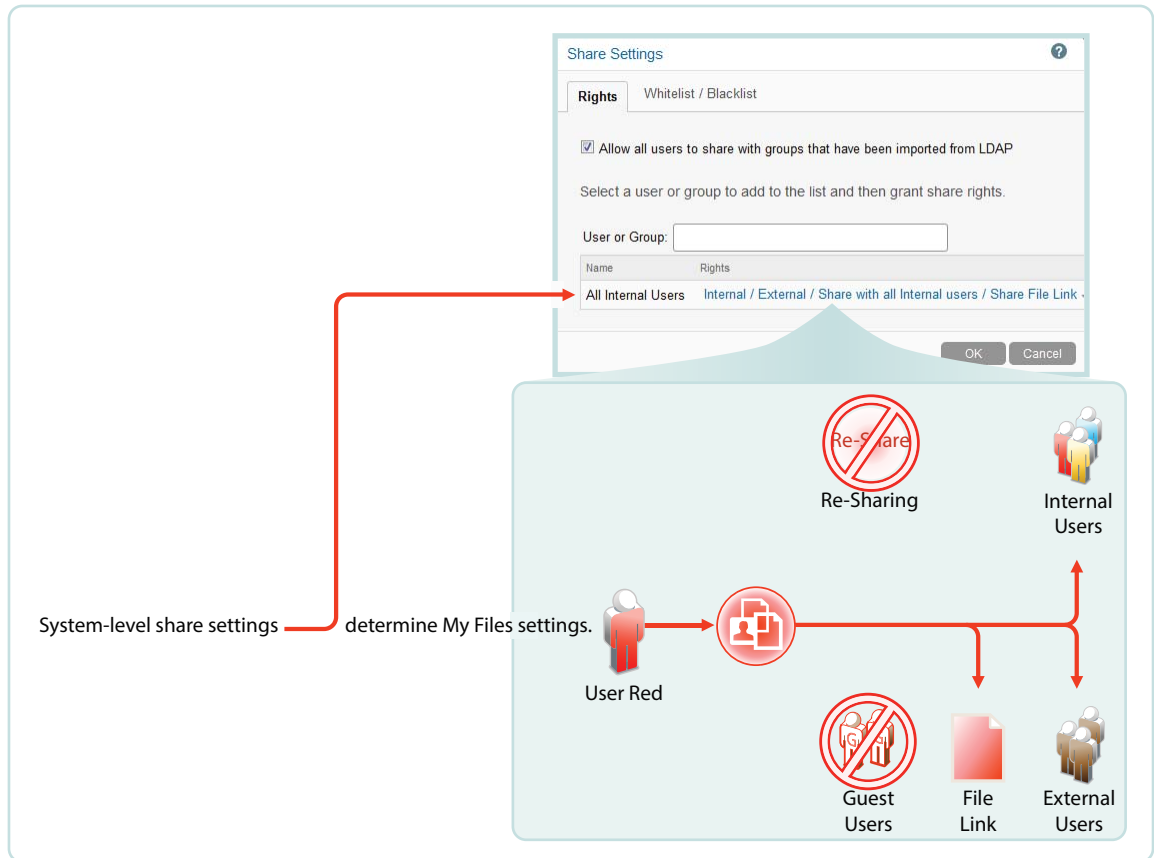 Share Settings
?
Rights
Whitelist / Blacklist
Allow all users to share with groups that have been imported from LDAP
Select a user or group to add to the list and then grant share rights.
User or Group:
Name Rights
All Internal Users Internal / External / Share with all Internal users / Share File Link
OK Cancel
Re-Share
Re-Sharing
Internal
Users
System-level share settings determine My Files settings.
User Red
G G
Guest
Users
File
Link
External
Users